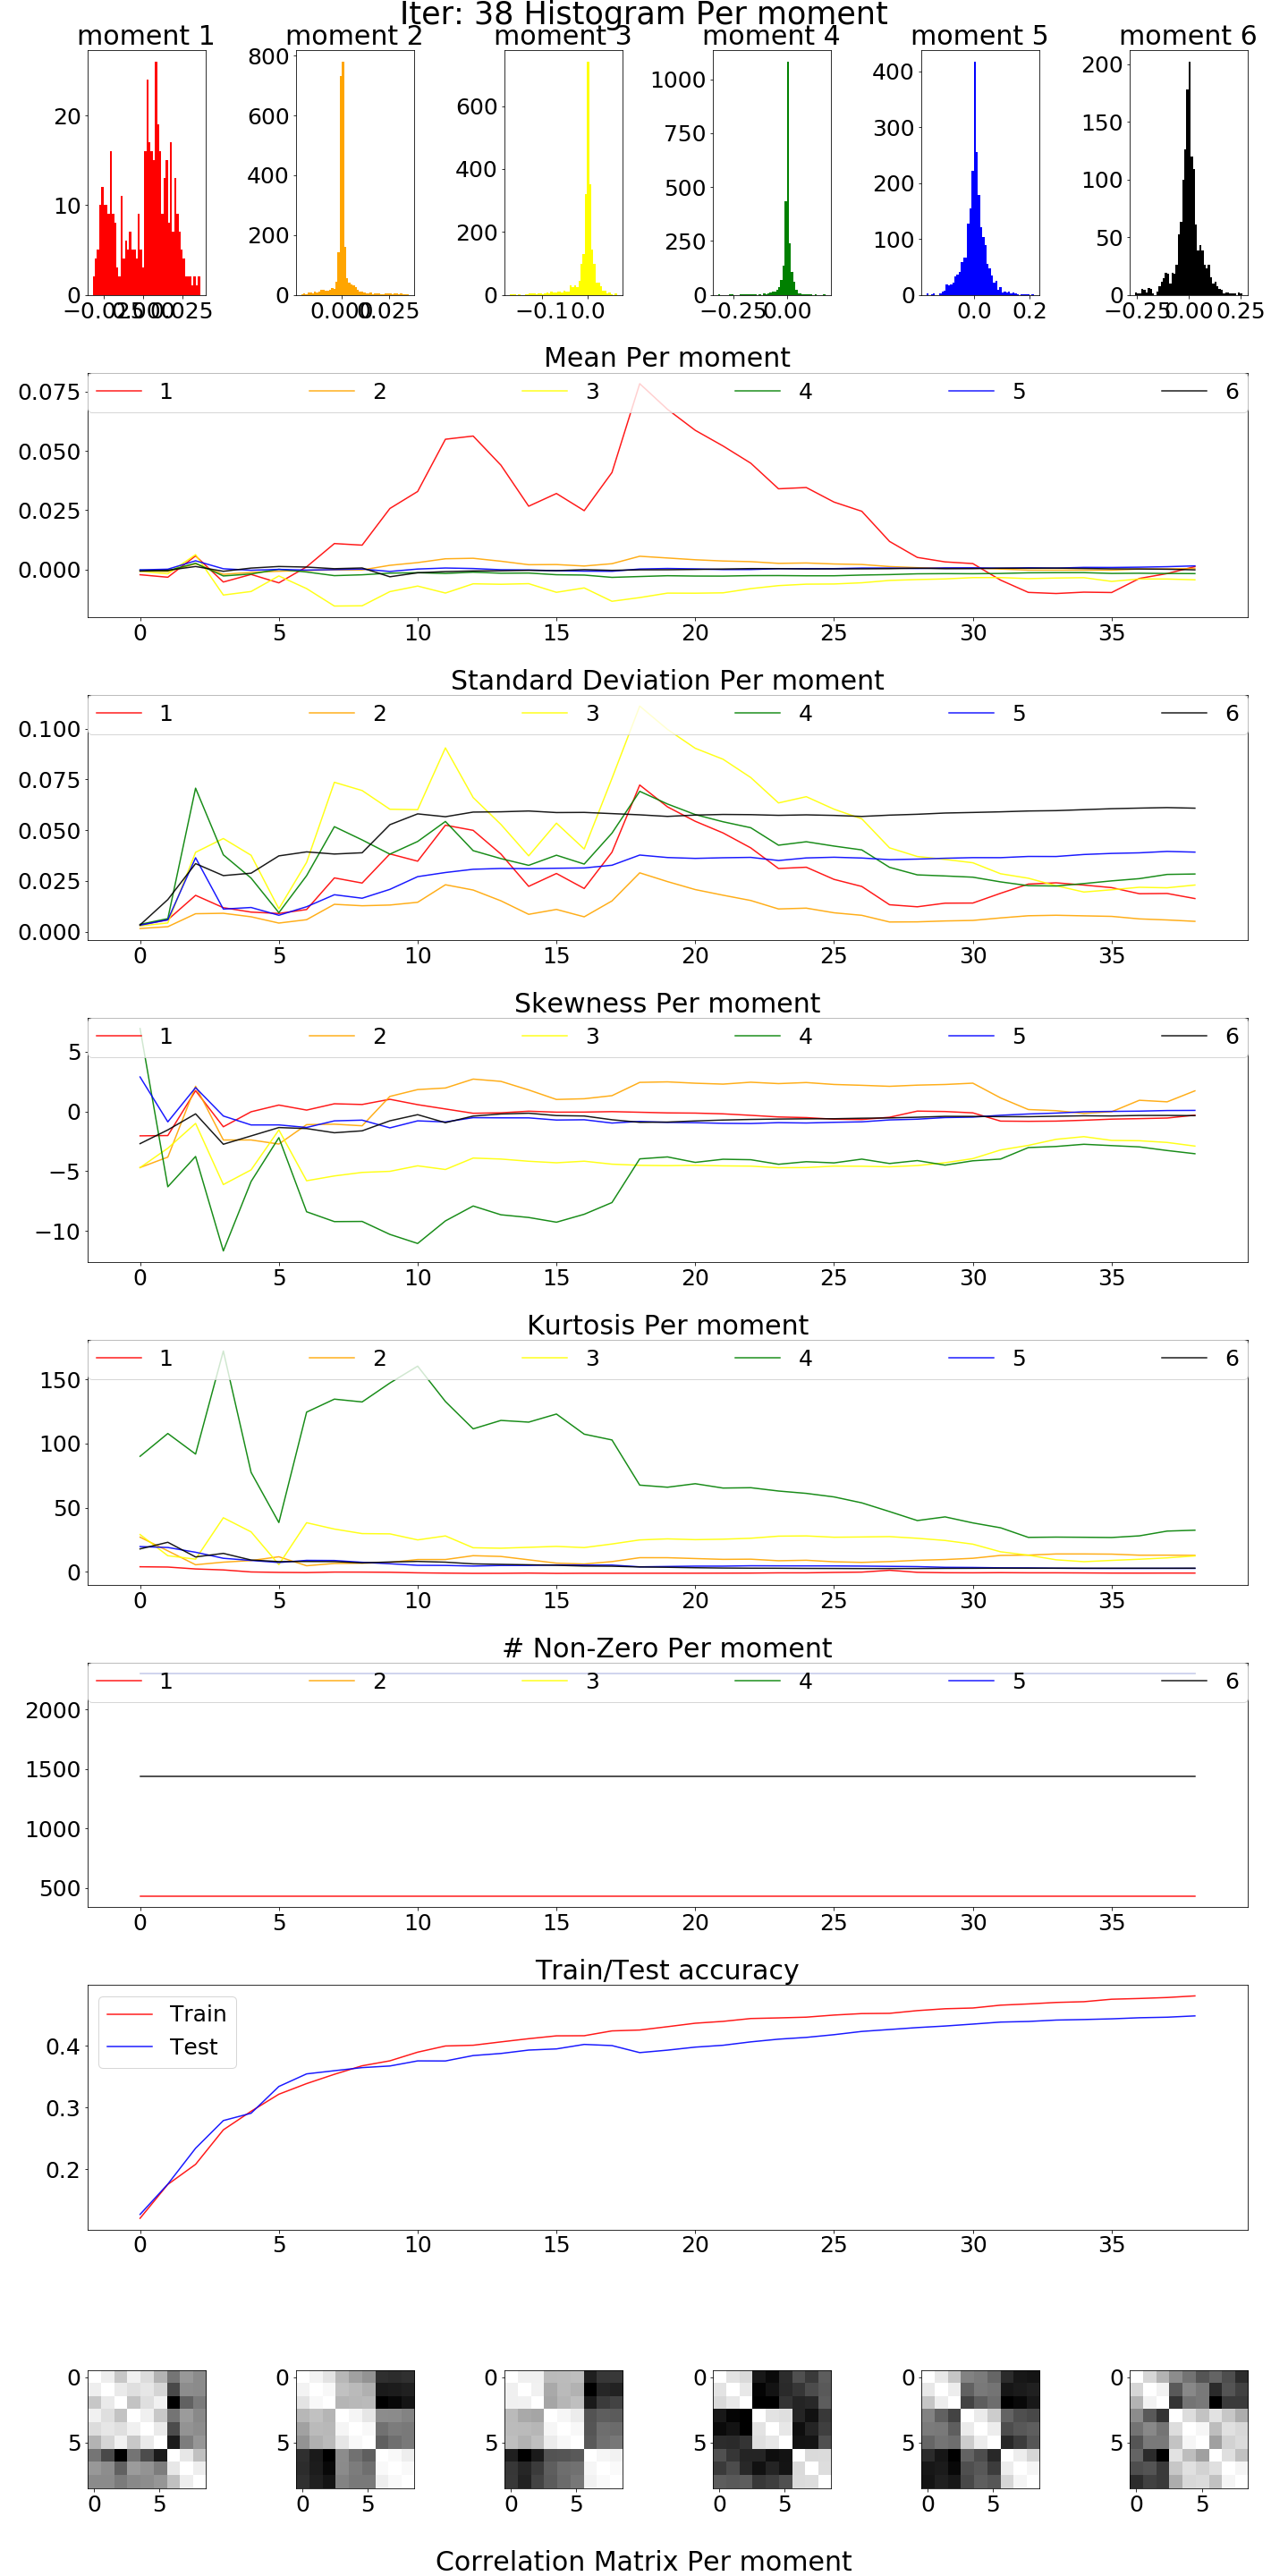 Iter: 38 Histogram Per moment
moment 1 moment 2 moment 3 moment 4 moment 5 moment 6
20
10
0
−0.025 0.000 0.025
800
600
400
200
0
0.000 0.025
600
400
200
0
−0.1 0.0
1000
750
500
250
0
−0.25 0.00
400
300
200
100
0
0.0 0.2
200
150
100
50
0
−0.25 0.00 0.25
Mean Per moment
1 2 3 4 5 6
0.075
0.050
0.025
0.000
0 5 10 15 20 25 30 35
Standard Deviation Per moment
1 2 3 4 5 6
0.100
0.075
0.050
0.025
0.000
0 5 10 15 20 25 30 35
Skewness Per moment
1 2 3 4 5 6
5
0
−5
−10
0 5 10 15 20 25 30 35
Kurtosis Per moment
1 2 3 4 5 6
150
100
50
0
0 5 10 15 20 25 30 35
# Non-Zero Per moment
1 2 3 4 5 6
2000
1500
1000
500
0 5 10 15 20 25 30 35
Train/Test accuracy
Train
Test
0.4
0.3
0.2
0 5 10 15 20 25 30 35
0 0 0 0 0 0
5 5 5 5 5 5
0 5 0 5 0 5 0 5 0 5 0 5
Correlation Matrix Per moment